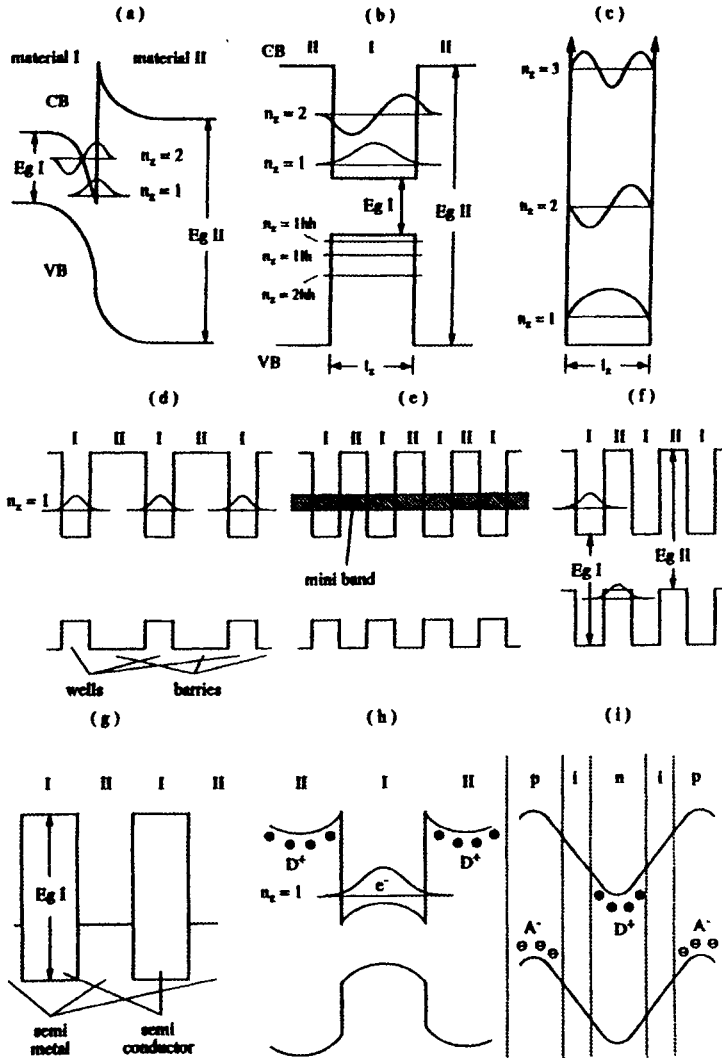 (a)
material I material II
CB
Eg I
n_z = 2
n_z = 1
Eg II
VB
(b)
CB II I II
n_z = 2
n_z = 1
Eg I
Eg II
n_z = 1hh
n_z = 1lh
n_z = 2hh
VB
l_z
(c)
n_z = 3
n_z = 2
n_z = 1
l_z
(d)
I II I II I
n_z = 1
wells barries
(e)
I II I II I II I
mini band
(f)
I II I II I
Eg I
Eg II
(g)
I II I II
Eg I
semi metal
semi conductor
(h)
II I II
D⁺ D⁺
e⁻
n_z = 1
(i)
p i n i p
A⁻ D⁺ A⁻